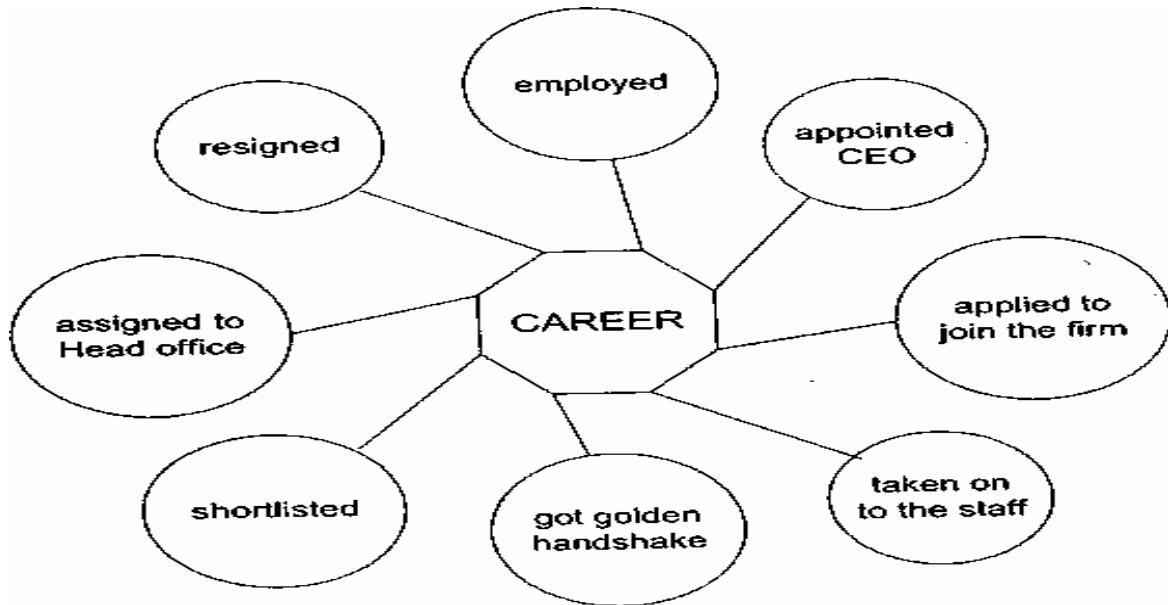 employed
appointed
CEO
resigned
applied to
join the firm
CAREER
assigned to
Head office
taken on
to the staff
shortlisted
got golden
handshake